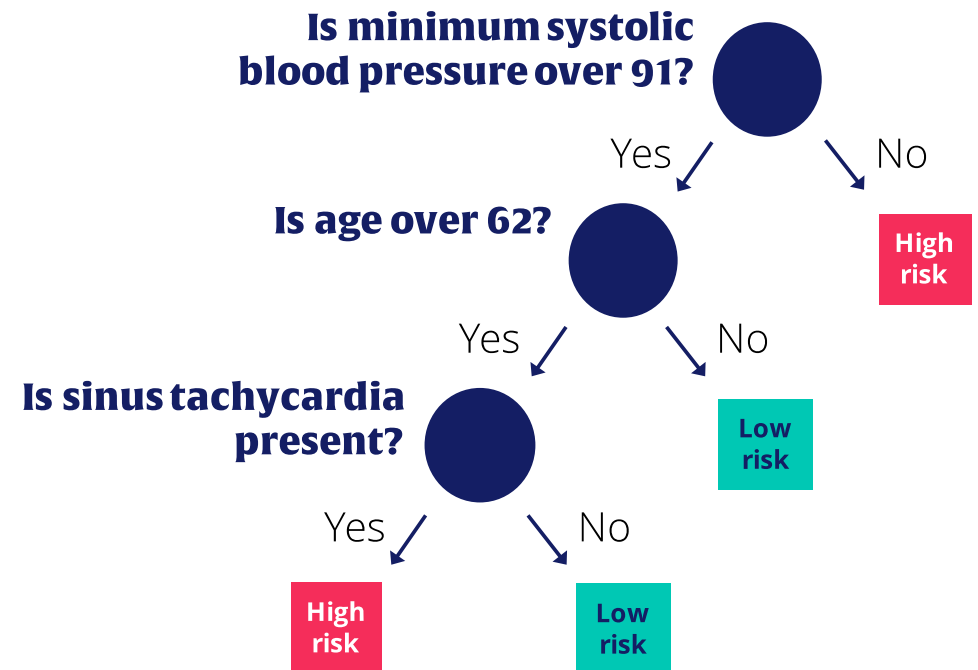 Is minimum systolic
blood pressure over 91?
Yes
No
High
risk
Is age over 62?
Yes
No
Low
risk
Is sinus tachycardia
present?
Yes
No
High
risk
Low
risk